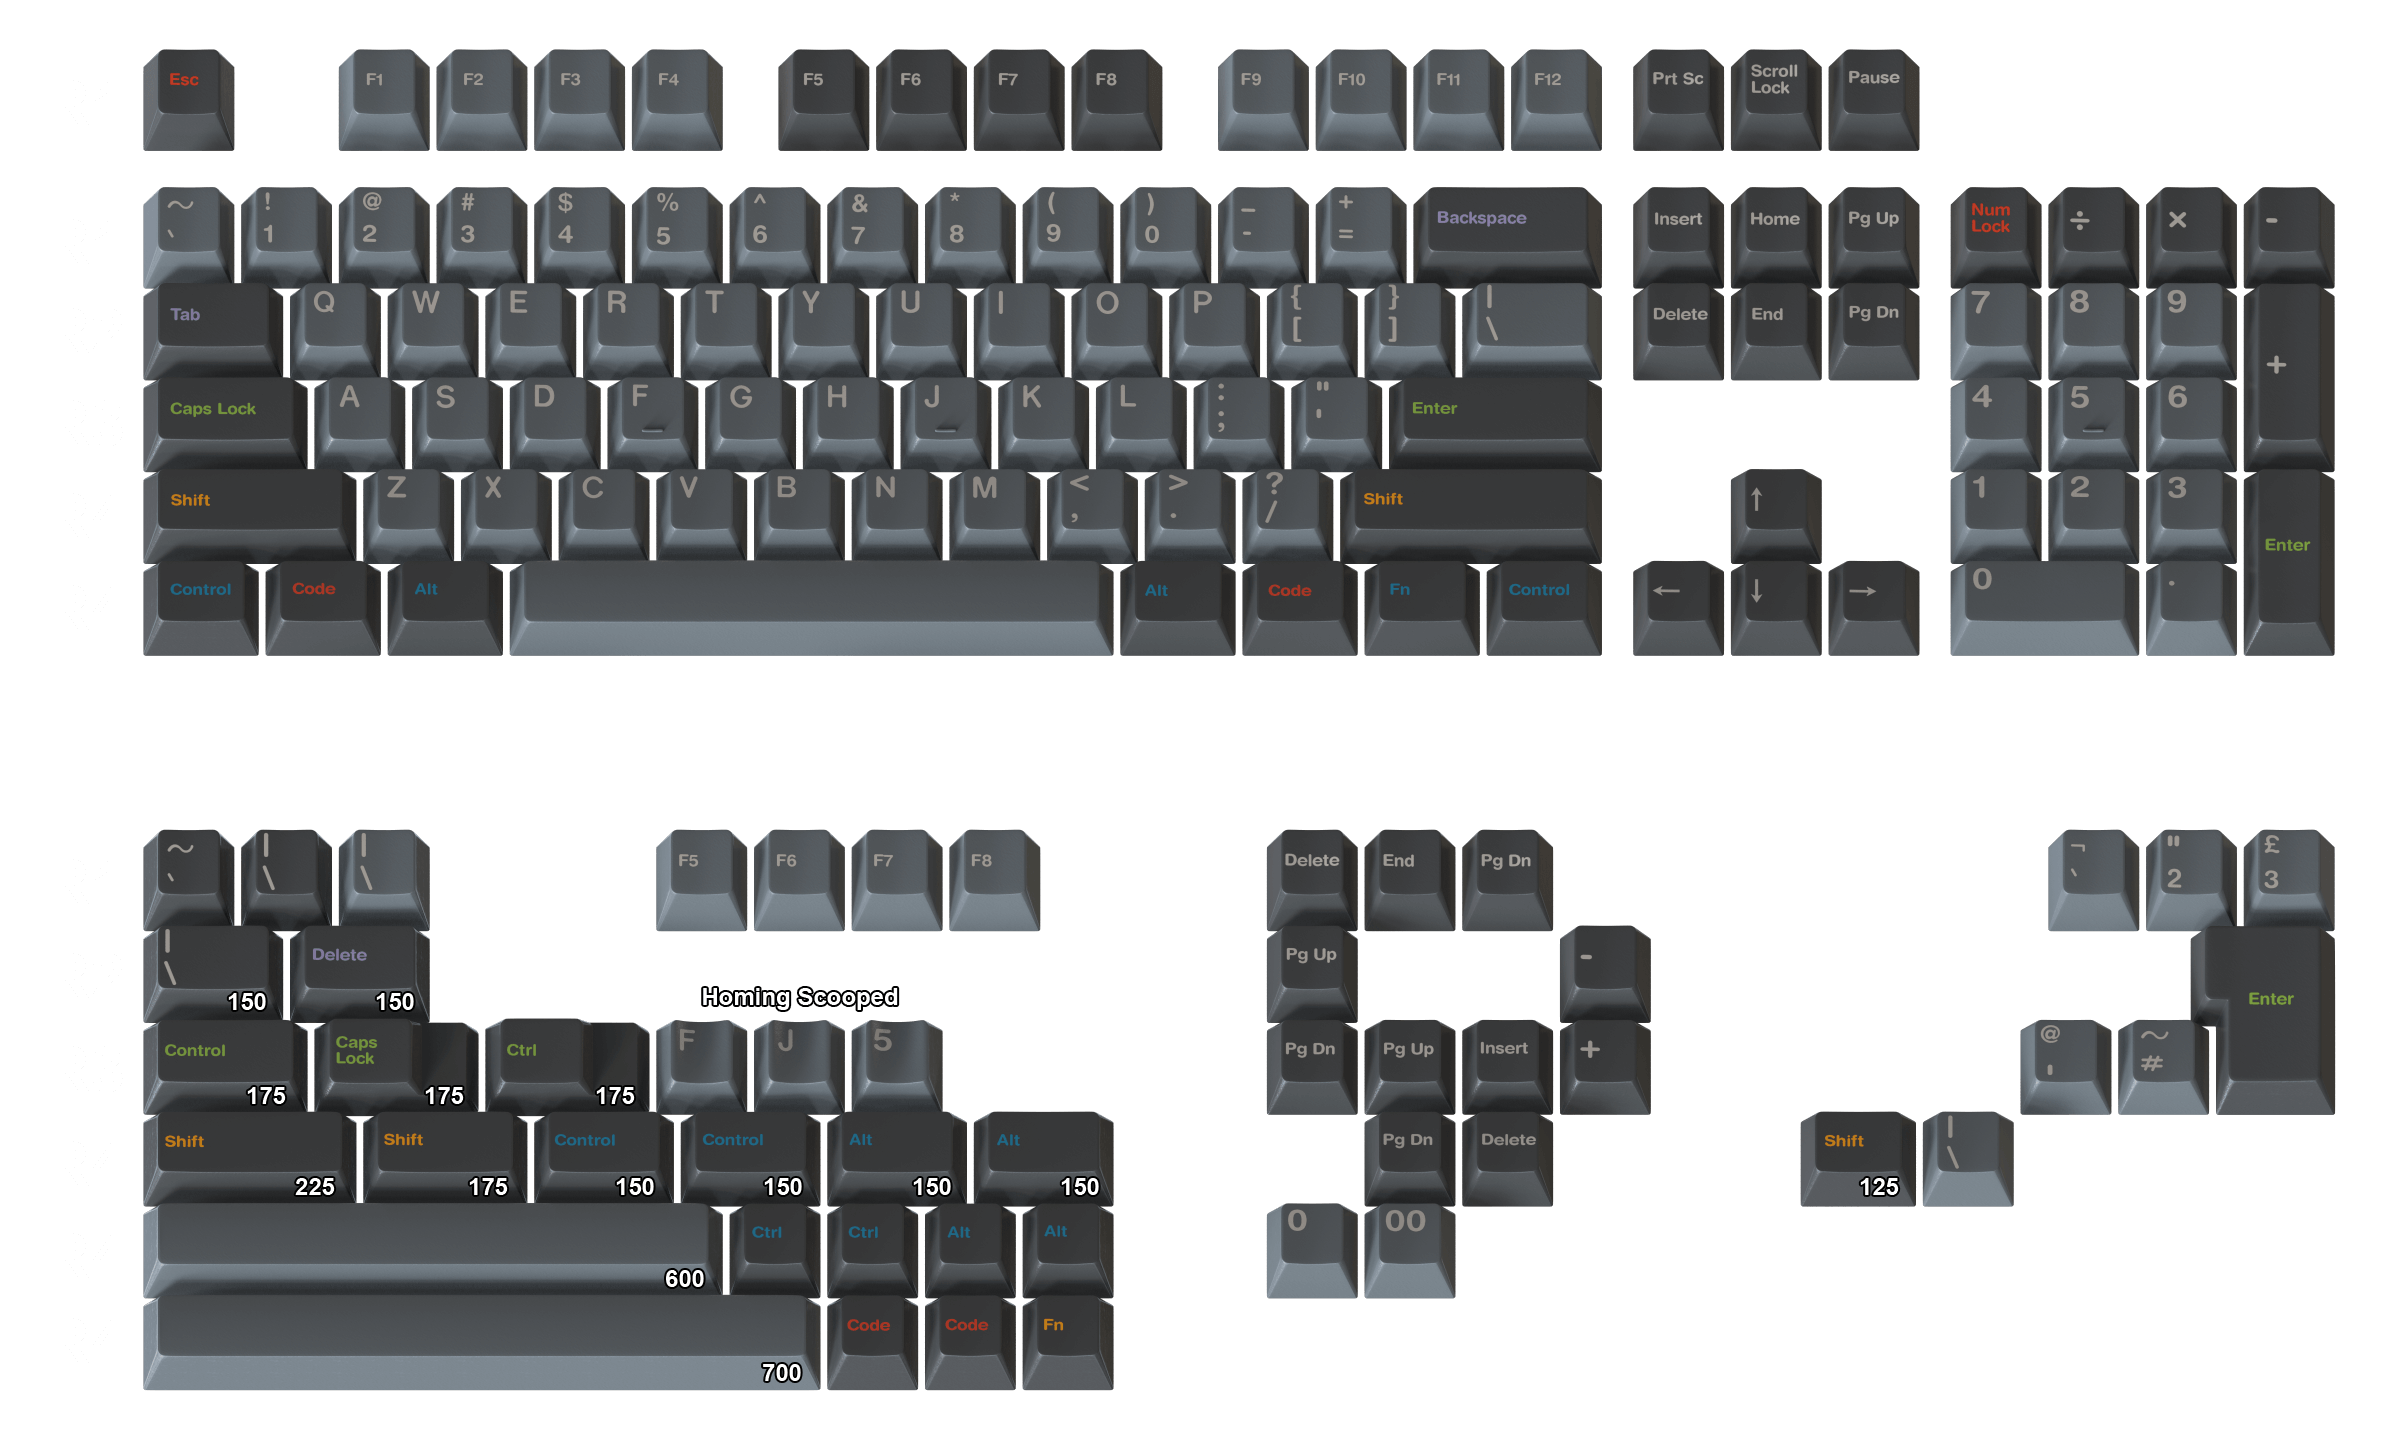 Esc F1 F2 F3 F4 F5 F6 F7 F8 F9 F10 F11 F12 Prt Sc Scroll Lock Pause
~ ` ! 1 @ 2 # 3 $ 4 % 5 ^ 6 & 7 * 8 ( 9 ) 0 _ - + = Backspace Insert Home Pg Up Num Lock ÷ × -
Tab Q W E R T Y U I O P { [ } ] | \ Delete End Pg Dn 7 8 9 +
Caps Lock A S D F G H J K L : ; " ' Enter 4 5 6
Shift Z X C V B N M < , > . ? / Shift ↑ 1 2 3 Enter
Control Code Alt Alt Code Fn Control ← ↓ → 0 .
~ ` | \ | \ F5 F6 F7 F8 Delete End Pg Dn ¬ ` " 2 £ 3
| \ 150 Delete 150 Pg Up - Enter
Homing Scooped
Control 175 Caps Lock 175 Ctrl 175 F J 5 Pg Dn Pg Up Insert + @ ' ~ #
Shift 225 Shift 175 Control 150 Control 150 Alt 150 Alt 150 Pg Dn Delete Shift 125 | \
600 Ctrl Ctrl Alt Alt 0 00
700 Code Code Fn